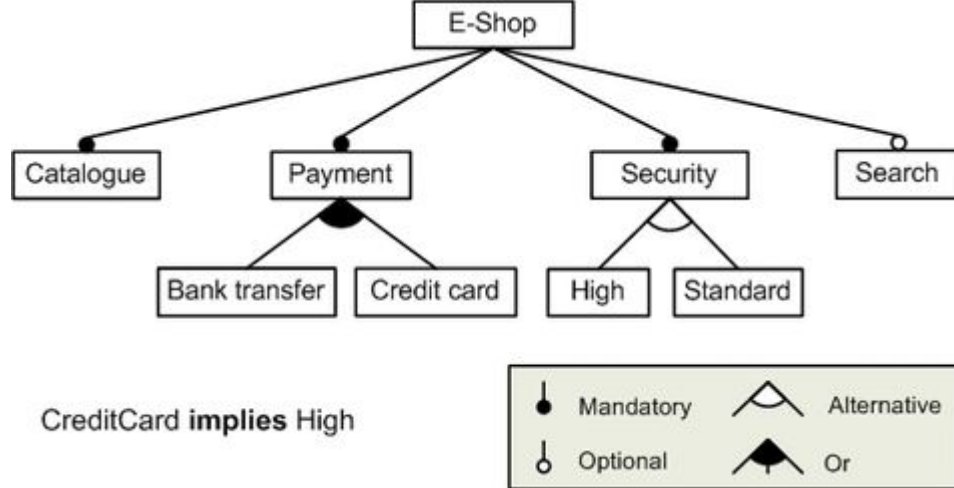 E-Shop
Catalogue
Payment
Security
Search
Bank transfer
Credit card
High
Standard
CreditCard implies High
Mandatory
Alternative
Optional
Or